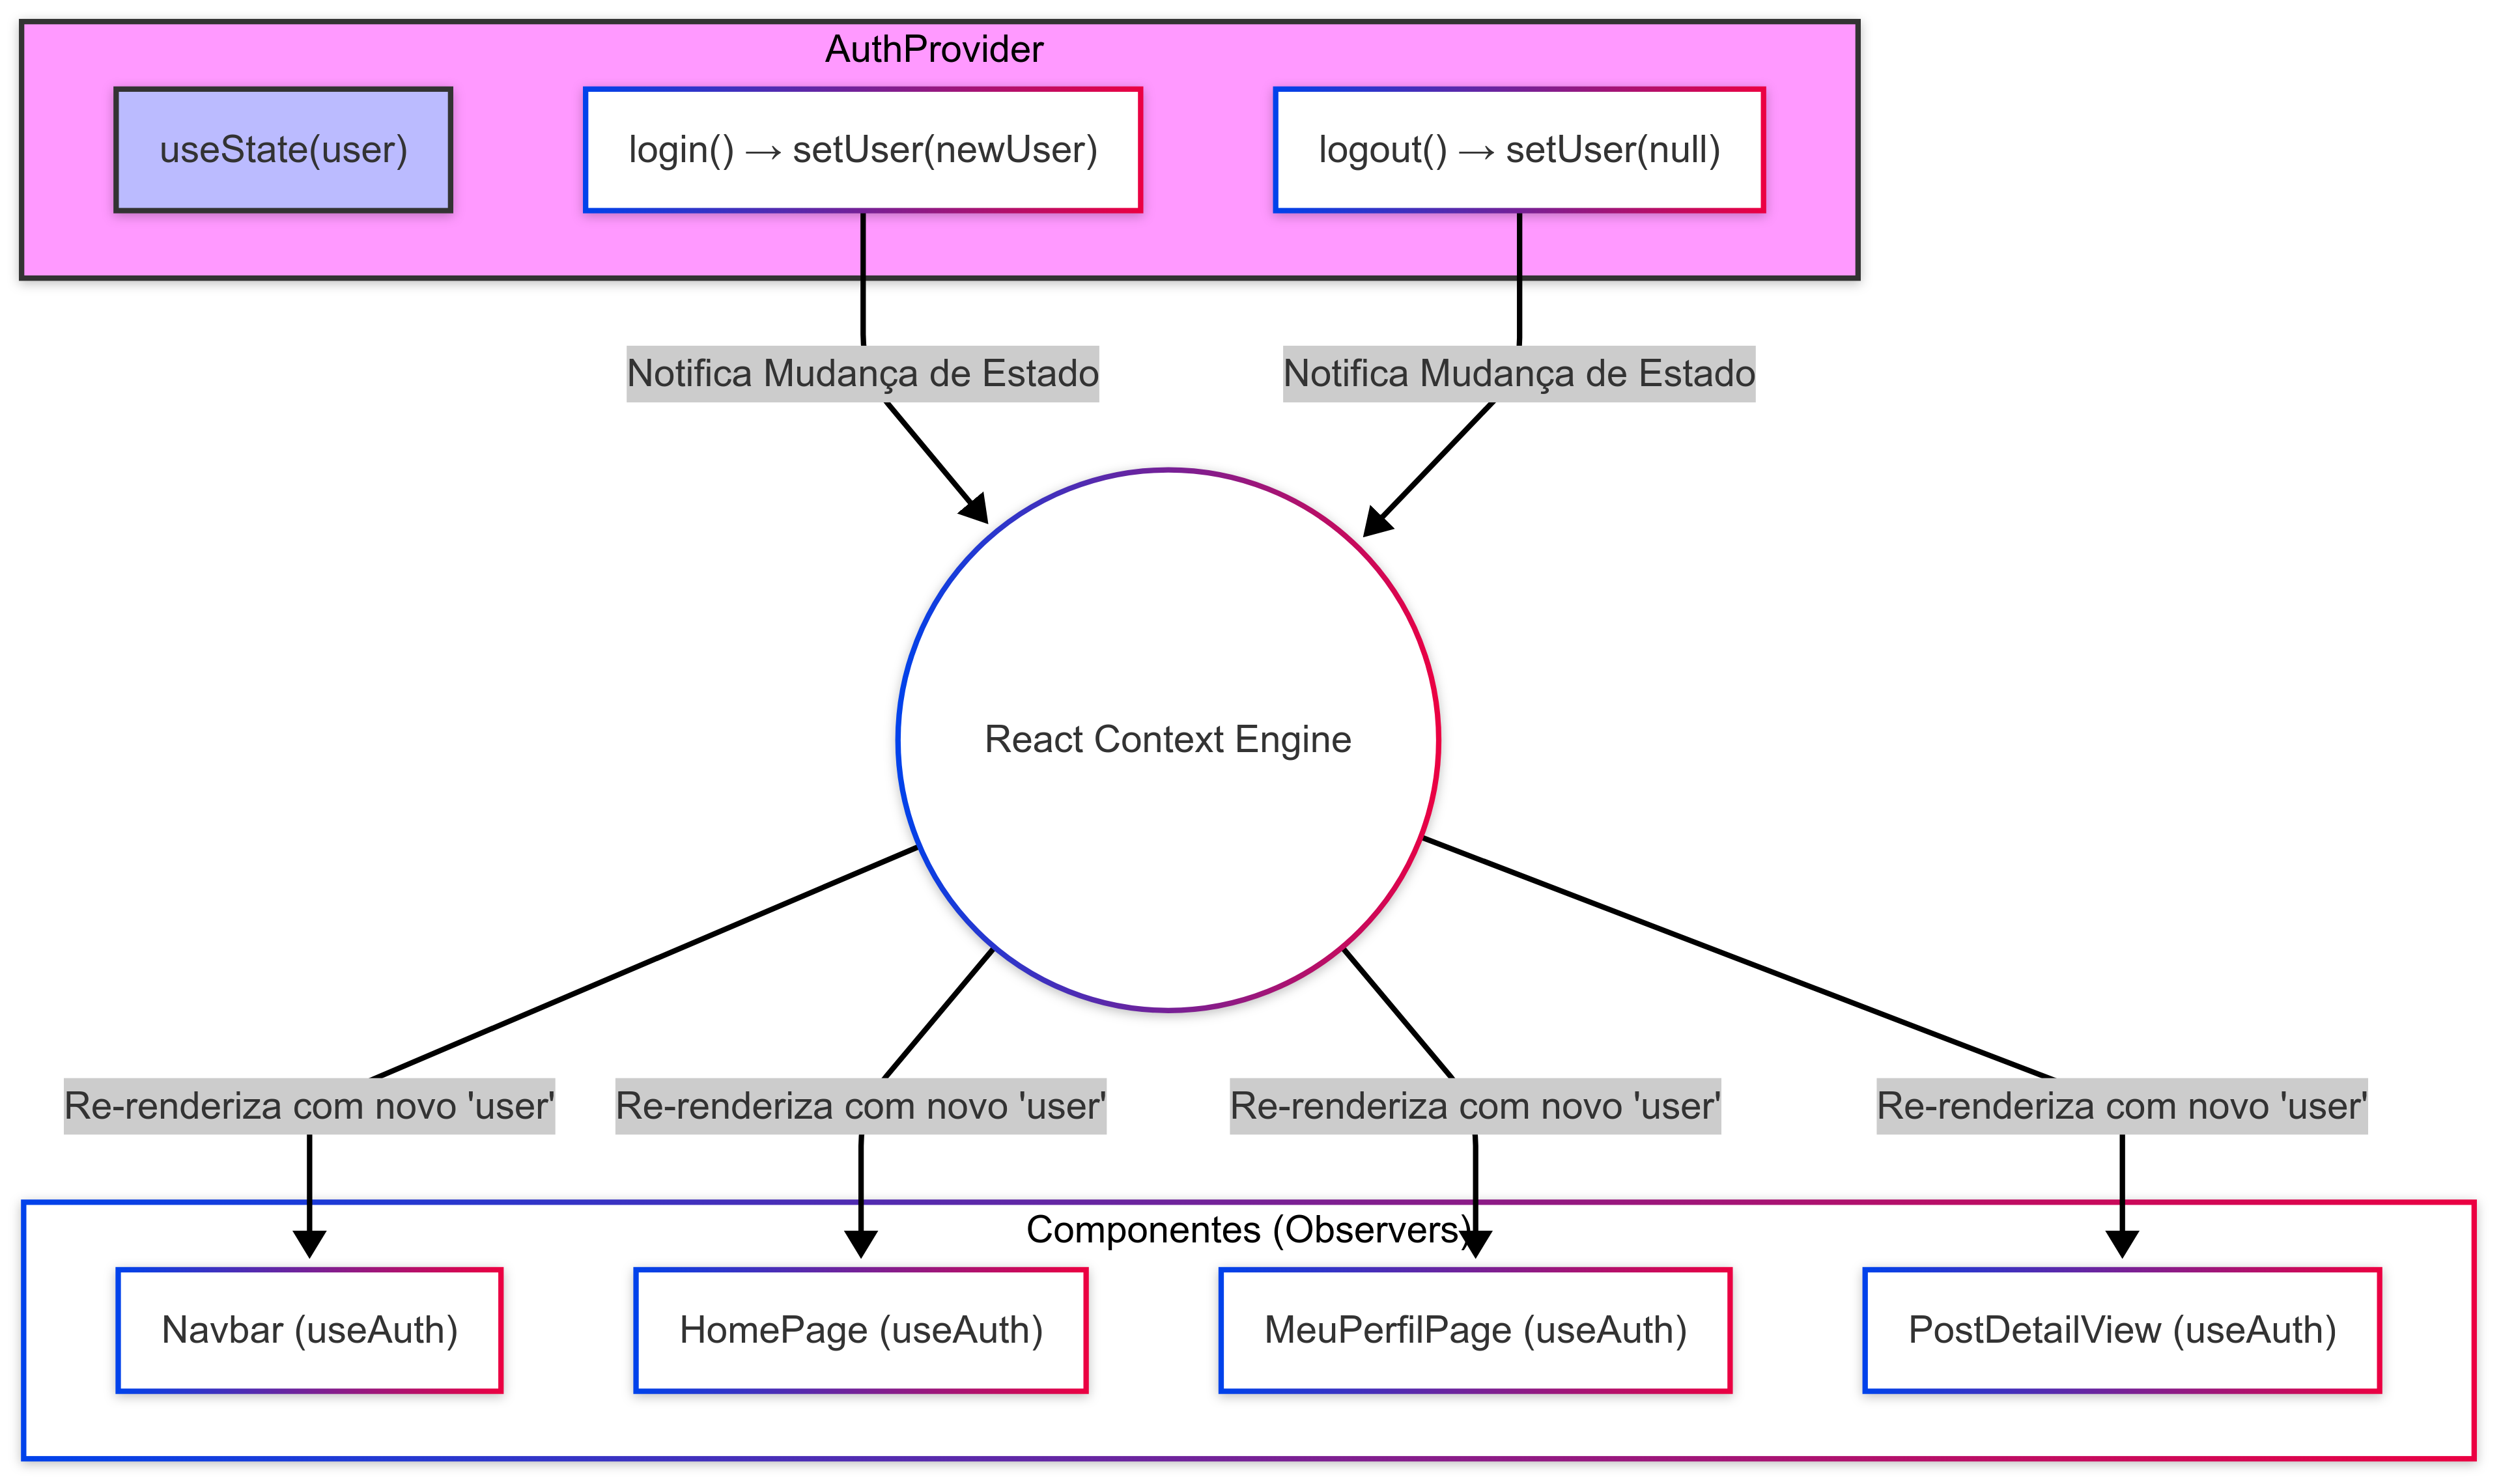 AuthProvider
useState(user)
login() → setUser(newUser)
logout() → setUser(null)
Notifica Mudança de Estado
Notifica Mudança de Estado
React Context Engine
Re-renderiza com novo 'user'
Re-renderiza com novo 'user'
Re-renderiza com novo 'user'
Re-renderiza com novo 'user'
Componentes (Observers)
Navbar (useAuth)
HomePage (useAuth)
MeuPerfilPage (useAuth)
PostDetailView (useAuth)